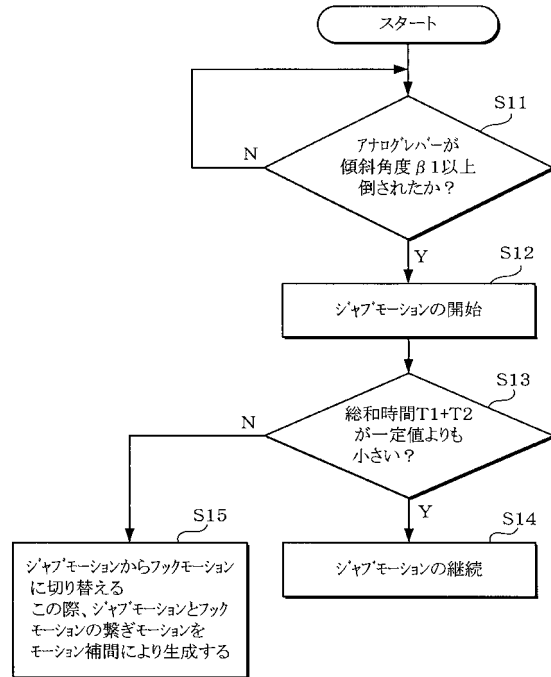 スタート
S11
アナログレバーが
傾斜角度β1以上
倒されたか？
N
Y
S12
ジャブモーションの開始
S13
総和時間T1+T2
が一定値よりも
小さい？
N
Y
S15
ジャブモーションからフックモーション
に切り替える
この際、ジャブモーションとフック
モーションの繋ぎモーションを
モーション補間により生成する
S14
ジャブモーションの継続